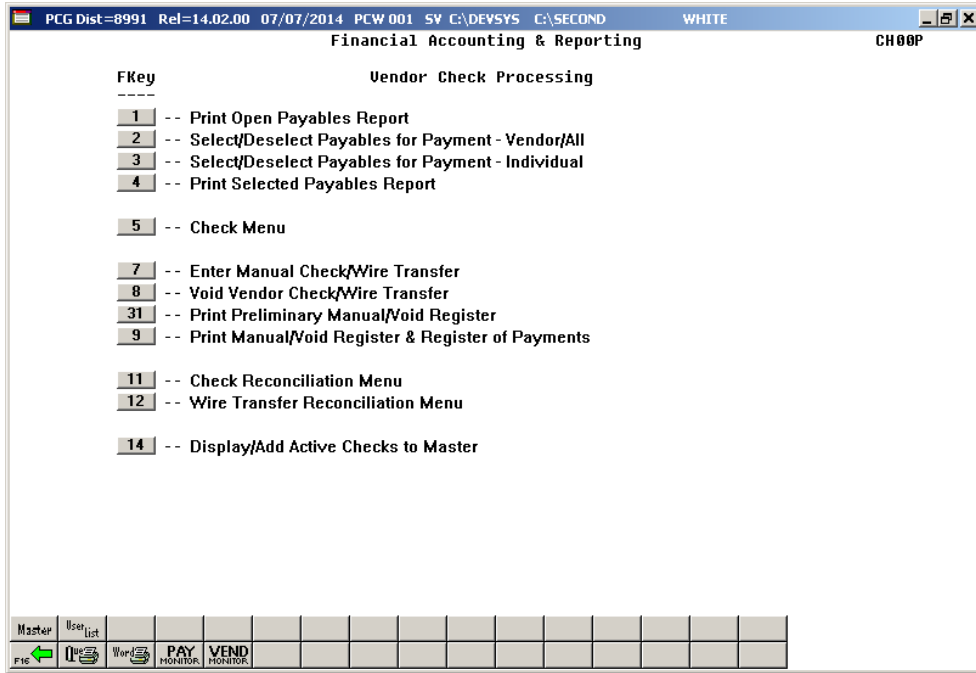 PCG Dist=8991 Rel=14.02.00 07/07/2014 PCW 001 SV C:\DEVSYS C:\SECOND WHITE
Financial Accounting & Reporting CH00P
FKey Vendor Check Processing
----
1 -- Print Open Payables Report
2 -- Select/Deselect Payables for Payment - Vendor/All
3 -- Select/Deselect Payables for Payment - Individual
4 -- Print Selected Payables Report
5 -- Check Menu
7 -- Enter Manual Check/Wire Transfer
8 -- Void Vendor Check/Wire Transfer
31 -- Print Preliminary Manual/Void Register
9 -- Print Manual/Void Register & Register of Payments
11 -- Check Reconciliation Menu
12 -- Wire Transfer Reconciliation Menu
14 -- Display/Add Active Checks to Master
Master User List
F16 Que Word PAY MONITOR VEND MONITOR